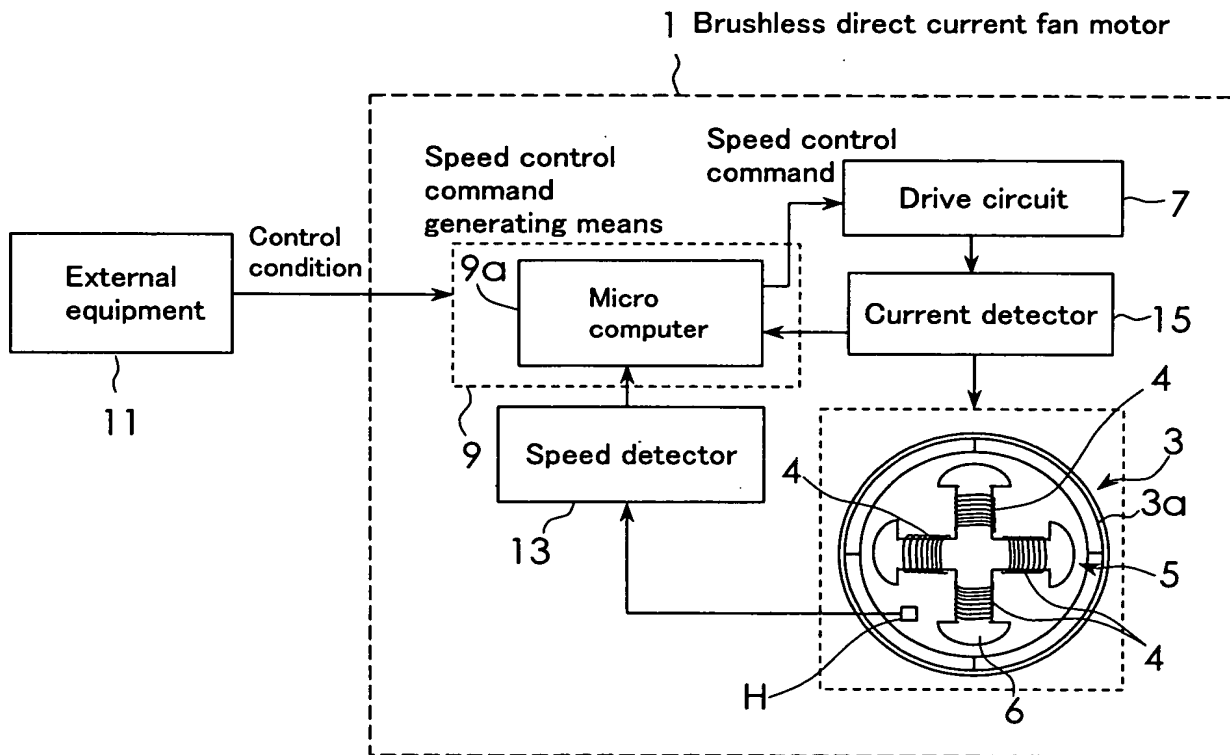 1 Brushless direct current fan motor
Speed control
command
generating means
Speed control
command
Drive circuit
7
External
equipment
11
Control
condition
9a
Micro
computer
Current detector
15
9
Speed detector
13
4
4
3
3a
5
4
H
6